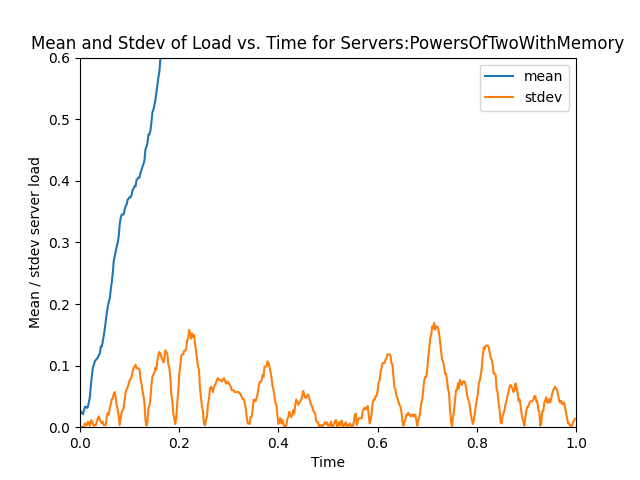 Mean and Stdev of Load vs. Time for Servers:PowersOfTwoWithMemory
mean
stdev
Mean / stdev server load
0.6
0.5
0.4
0.3
0.2
0.1
0.0
0.0 0.2 0.4 0.6 0.8 1.0
Time